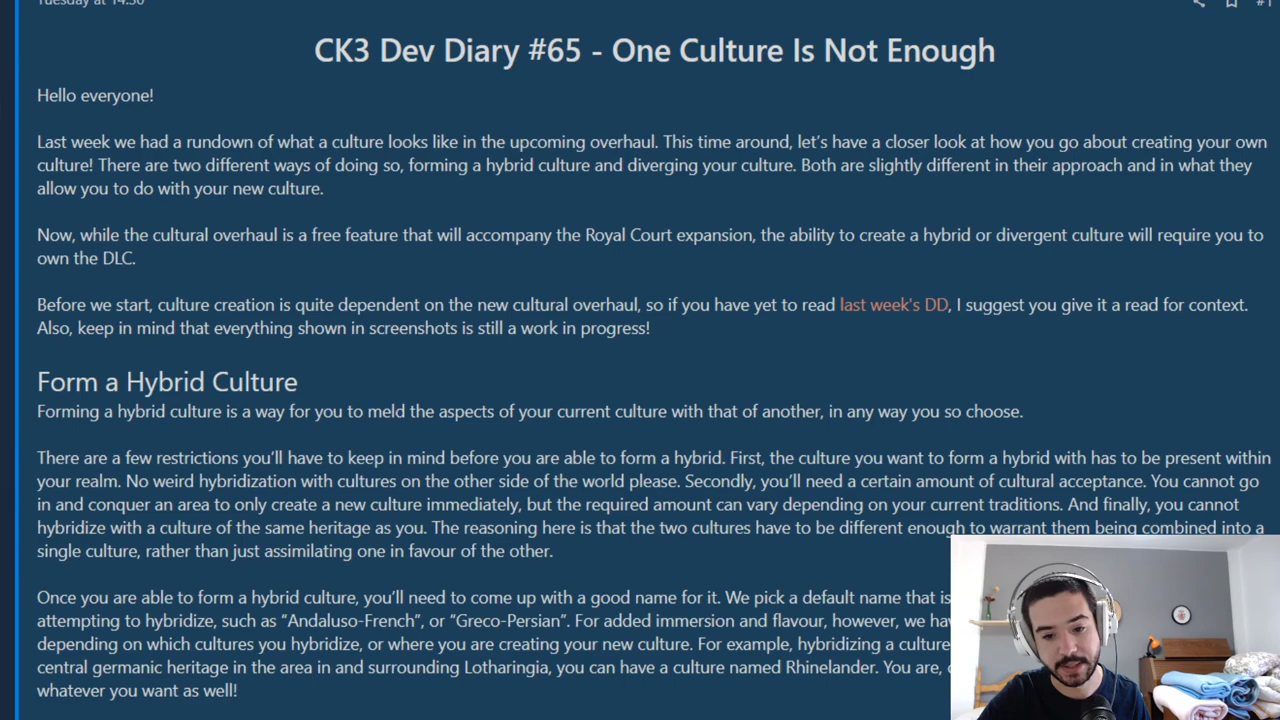 Tuesday at 14:30
#1
CK3 Dev Diary #65 - One Culture Is Not Enough
Hello everyone!
Last week we had a rundown of what a culture looks like in the upcoming overhaul. This time around, let's have a closer look at how you go about creating your own
culture! There are two different ways of doing so, forming a hybrid culture and diverging your culture. Both are slightly different in their approach and in what they
allow you to do with your new culture.
Now, while the cultural overhaul is a free feature that will accompany the Royal Court expansion, the ability to create a hybrid or divergent culture will require you to
own the DLC.
Before we start, culture creation is quite dependent on the new cultural overhaul, so if you have yet to read last week's DD, I suggest you give it a read for context.
Also, keep in mind that everything shown in screenshots is still a work in progress!
Form a Hybrid Culture
Forming a hybrid culture is a way for you to meld the aspects of your current culture with that of another, in any way you so choose.
There are a few restrictions you'll have to keep in mind before you are able to form a hybrid. First, the culture you want to form a hybrid with has to be present within
your realm. No weird hybridization with cultures on the other side of the world please. Secondly, you'll need a certain amount of cultural acceptance. You cannot go
in and conquer an area to only create a new culture immediately, but the required amount can vary depending on your current traditions. And finally, you cannot
hybridize with a culture of the same heritage as you. The reasoning here is that the two cultures have to be different enough to warrant them being combined into a
single culture, rather than just assimilating one in favour of the other.
Once you are able to form a hybrid culture, you'll need to come up with a good name for it. We pick a default name that is
attempting to hybridize, such as "Andaluso-French", or "Greco-Persian". For added immersion and flavour, however, we
depending on which cultures you hybridize, or where you are creating your new culture. For example, hybridizing a culture
central germanic heritage in the area in and surrounding Lotharingia, you can have a culture named Rhinelander. You are,
whatever you want as well!